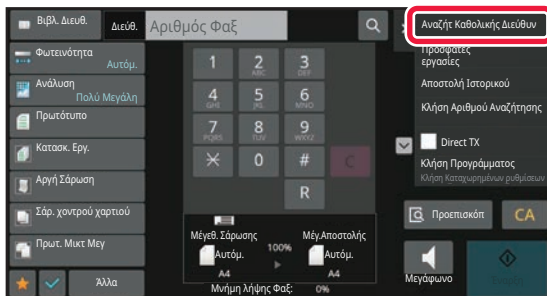 Βιβλ. Διευθ.
Διεύθ.
Αριθμός Φαξ
Αναζήτ Καθολικής Διεύθυν
Φωτεινότητα
Αυτόμ.
Ανάλυση
Πολύ Μεγάλη
Πρωτότυπο
Κατασκ. Εργ.
Αργή Σάρωση
Σάρ. χοντρού χαρτιού
Πρωτ. Μικτ Μεγ
Άλλα
1
2
ABC
3
DEF
4
GHI
5
JKL
6
MNO
7
PQRS
8
TUV
9
WXYZ
0
#
C
R
Μέγεθ. Σάρωσης
Αυτόμ.
A4
100%
Μέγ.Αποστολής
Αυτόμ.
A4
Μνήμη λήψης Φαξ: 0%
Πρόσφατες
εργασίες
Αποστολή Ιστορικού
Κλήση Αριθμού Αναζήτησης
Direct TX
Κλήση Προγράμματος
Κλήση Καταχωρημένων ρυθμίσεων
Προεπισκόπ
CA
Μεγάφωνο